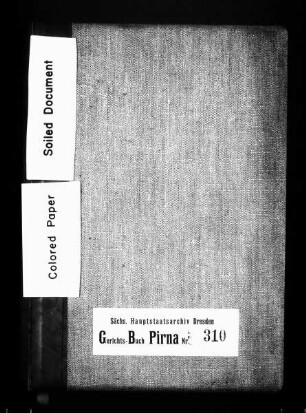 Soiled Document
Colored Paper
Sächs. Hauptstaatsarchiv Dresden
Gerichts-Buch Pirna Nr. 310